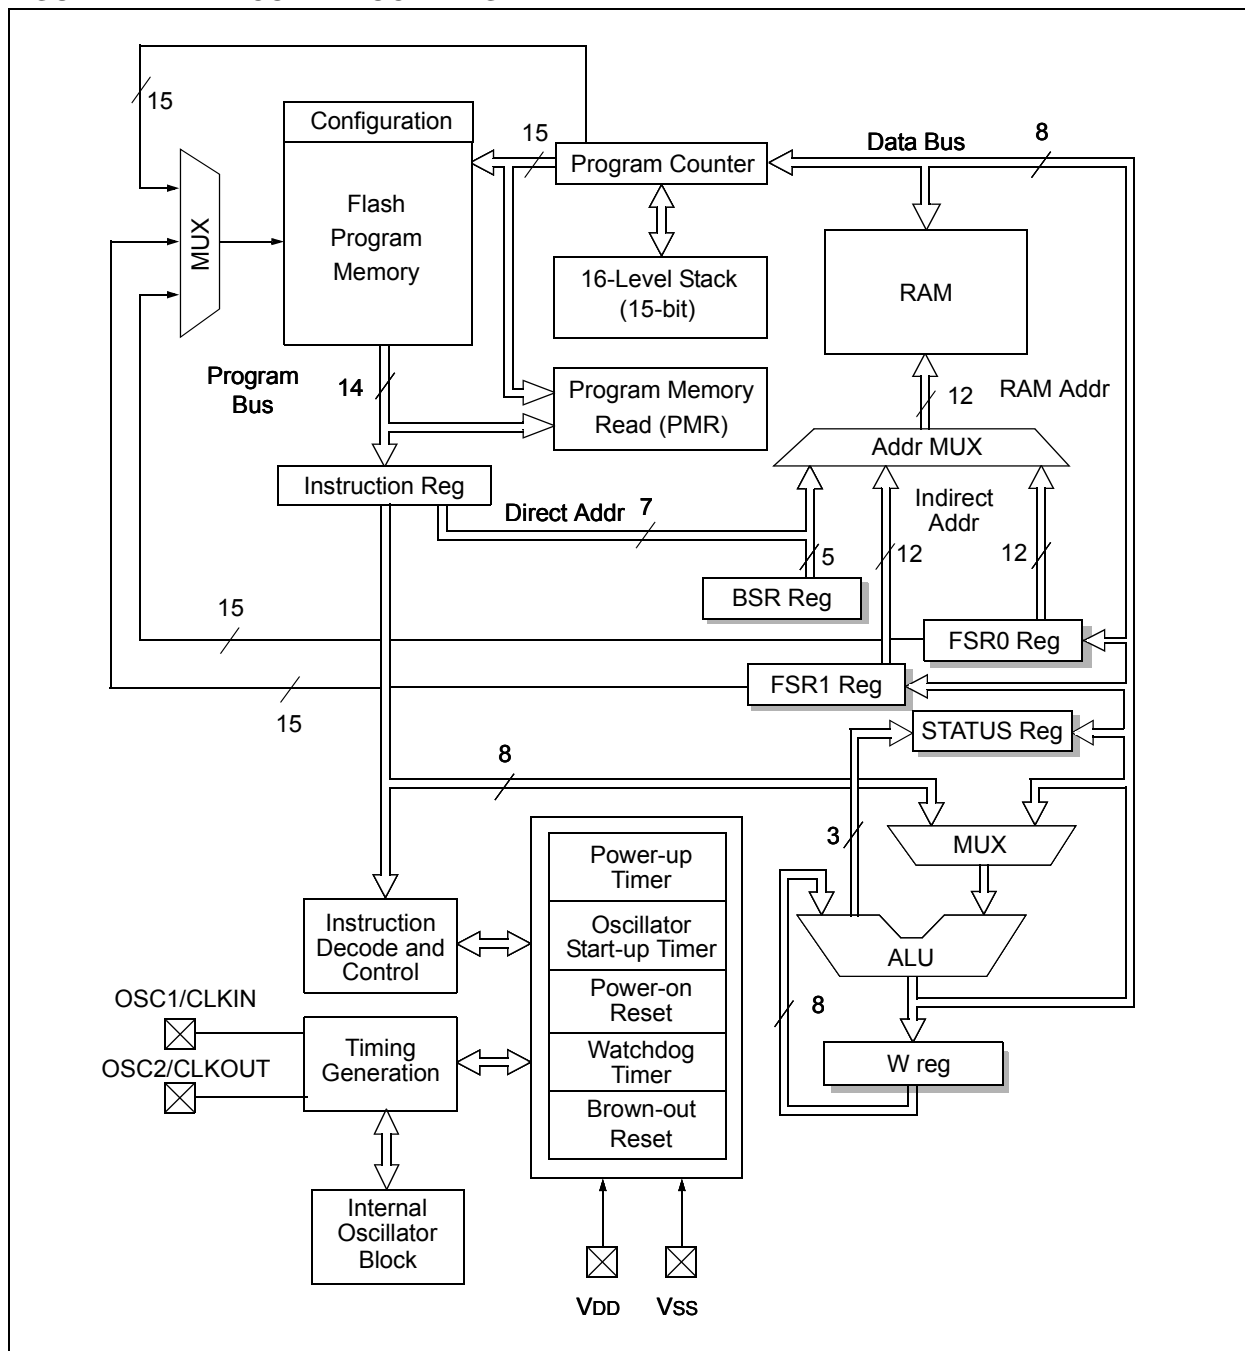 15
Configuration
15
Program Counter
Data Bus
8
MUX
Flash
Program
Memory
16-Level Stack
(15-bit)
RAM
Program
Bus
14
Program Memory
Read (PMR)
12
RAM Addr
Addr MUX
Instruction Reg
Direct Addr
7
Indirect
Addr
5
12
12
BSR Reg
15
FSR0 Reg
FSR1 Reg
15
STATUS Reg
8
3
MUX
Power-up
Timer
Instruction
Decode and
Control
Oscillator
Start-up Timer
ALU
OSC1/CLKIN
Power-on
Reset
8
OSC2/CLKOUT
Timing
Generation
Watchdog
Timer
W reg
Brown-out
Reset
Internal
Oscillator
Block
VDD
VSS